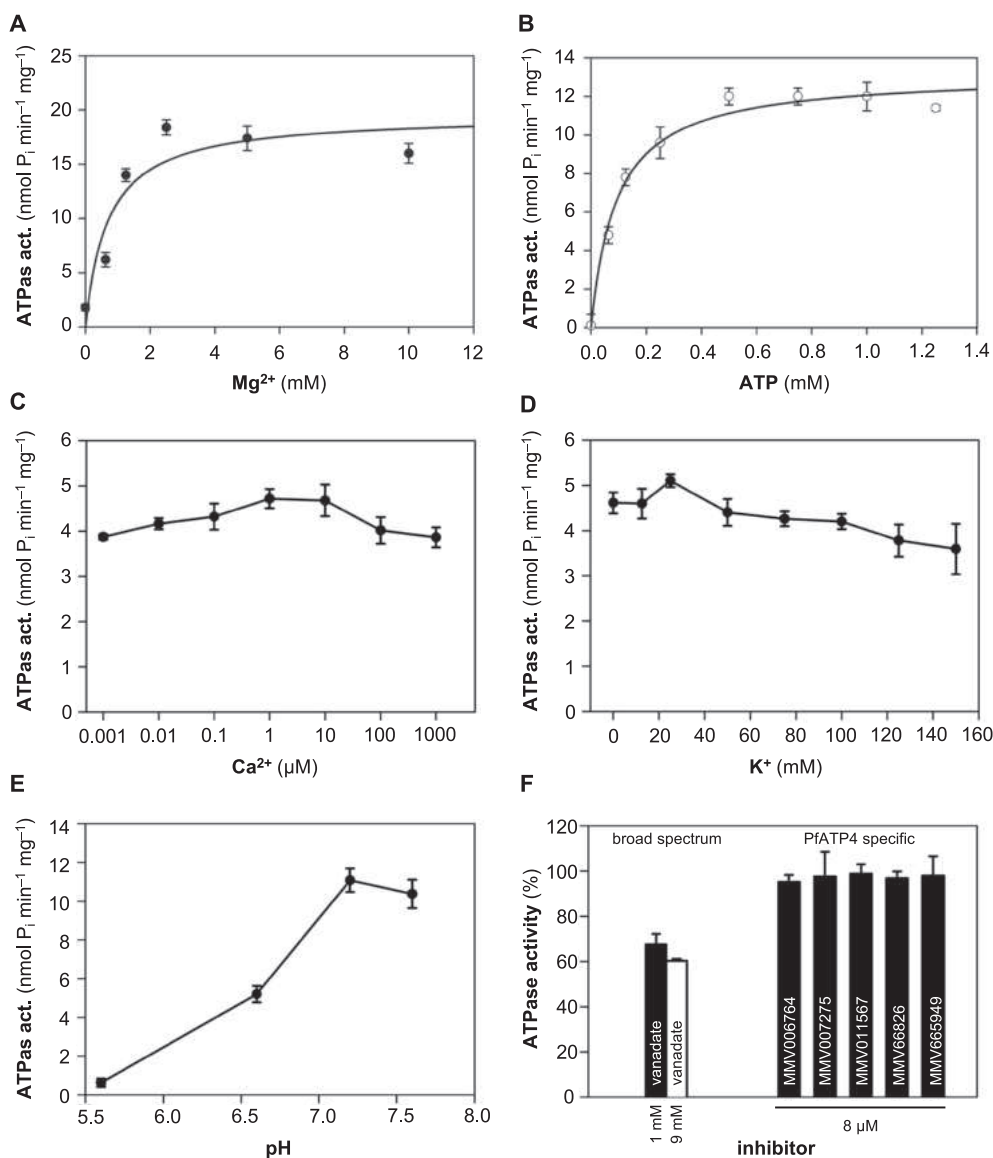 A
ATPas act. (nmol Pi min−1 mg−1)
25
20
15
10
5
0
0 2 4 6 8 10 12
Mg2+ (mM)
B
ATPas act. (nmol Pi min−1 mg−1)
14
12
10
8
6
4
2
0
0.0 0.2 0.4 0.6 0.8 1.0 1.2 1.4
ATP (mM)
C
ATPas act. (nmol Pi min−1 mg−1)
6
5
4
3
2
1
0
0.001 0.01 0.1 1 10 100 1000
Ca2+ (µM)
D
ATPas act. (nmol Pi min−1 mg−1)
6
5
4
3
2
1
0
0 20 40 60 80 100 120 140 160
K+ (mM)
E
ATPas act. (nmol Pi min−1 mg−1)
14
12
10
8
6
4
2
0
5.5 6.0 6.5 7.0 7.5 8.0
pH
F
ATPase activity (%)
120
100
80
60
40
20
0
broad spectrum PfATP4 specific
vanadate
vanadate
MMV006764
MMV007275
MMV011567
MMV66826
MMV665949
1 mM
9 mM
8 µM
inhibitor